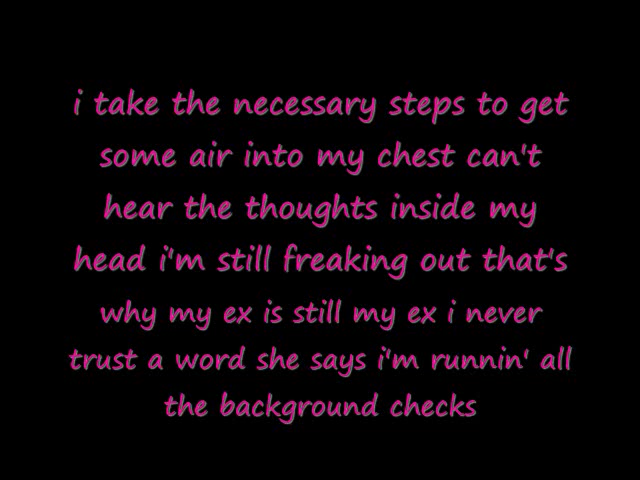 i take the necessary steps to get
some air into my chest can't
hear the thoughts inside my
head i'm still freaking out that's
why my ex is still my ex i never
trust a word she says i'm runnin' all
the background checks